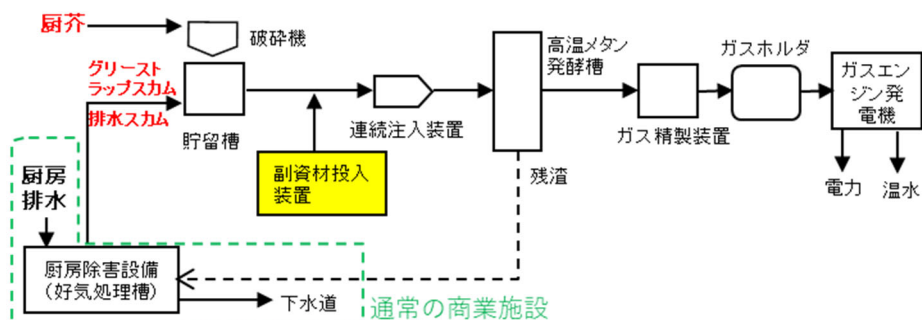 厨芥
破砕機
グリースト
ラップスカム
排水スカム
貯留槽
連続注入装置
高温メタン
発酵槽
ガスホルダ
ガス精製装置
ガスエン
ジン発
電機
副資材投入
装置
残渣
電力
温水
厨房
排水
厨房除害設備
（好気処理槽）
下水道
通常の商業施設